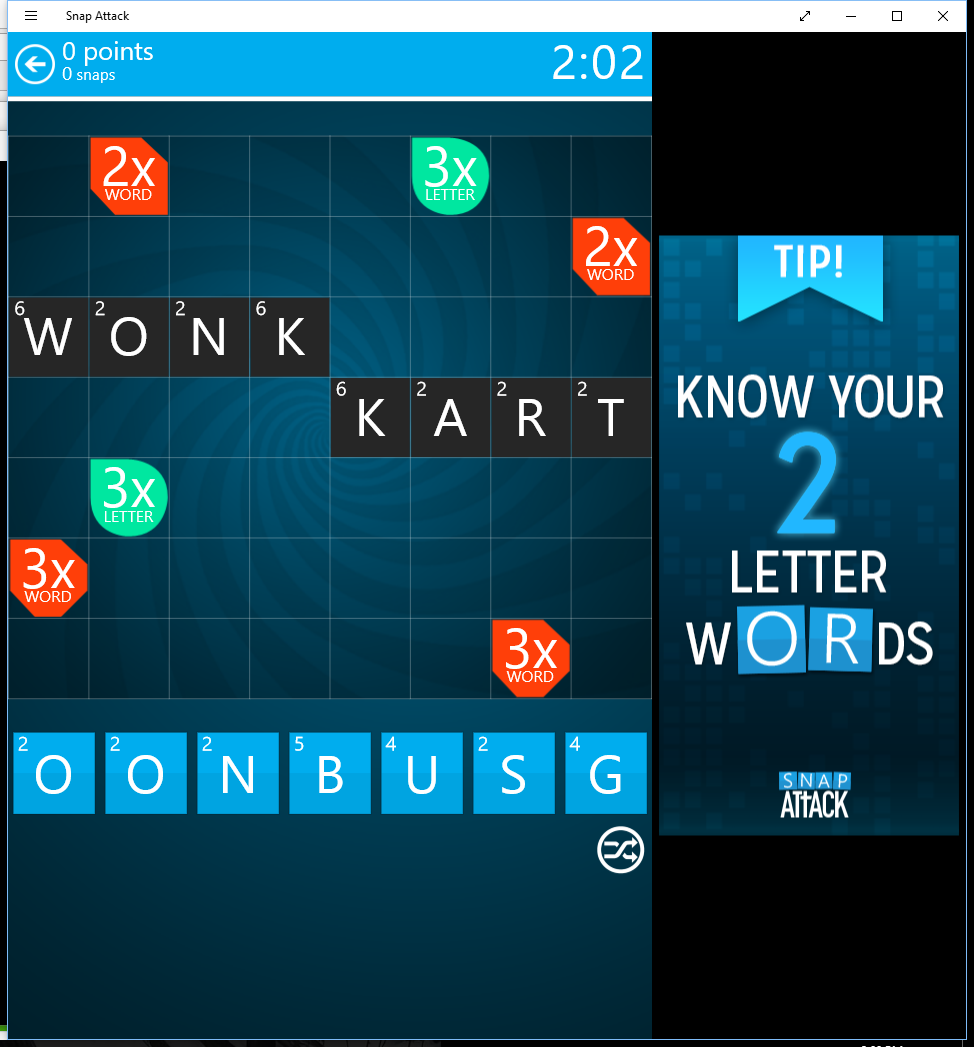 Snap Attack
0 points
0 snaps
2:02
2x
WORD
3x
LETTER
2x
WORD
6 W 2 O 2 N 6 K
6 K 2 A 2 R 2 T
3x
LETTER
3x
WORD
3x
WORD
2 O 2 O 2 N 5 B 4 U 2 S 4 G
TIP!
KNOW YOUR
2
LETTER
WORDS
SNAP
ATTACK